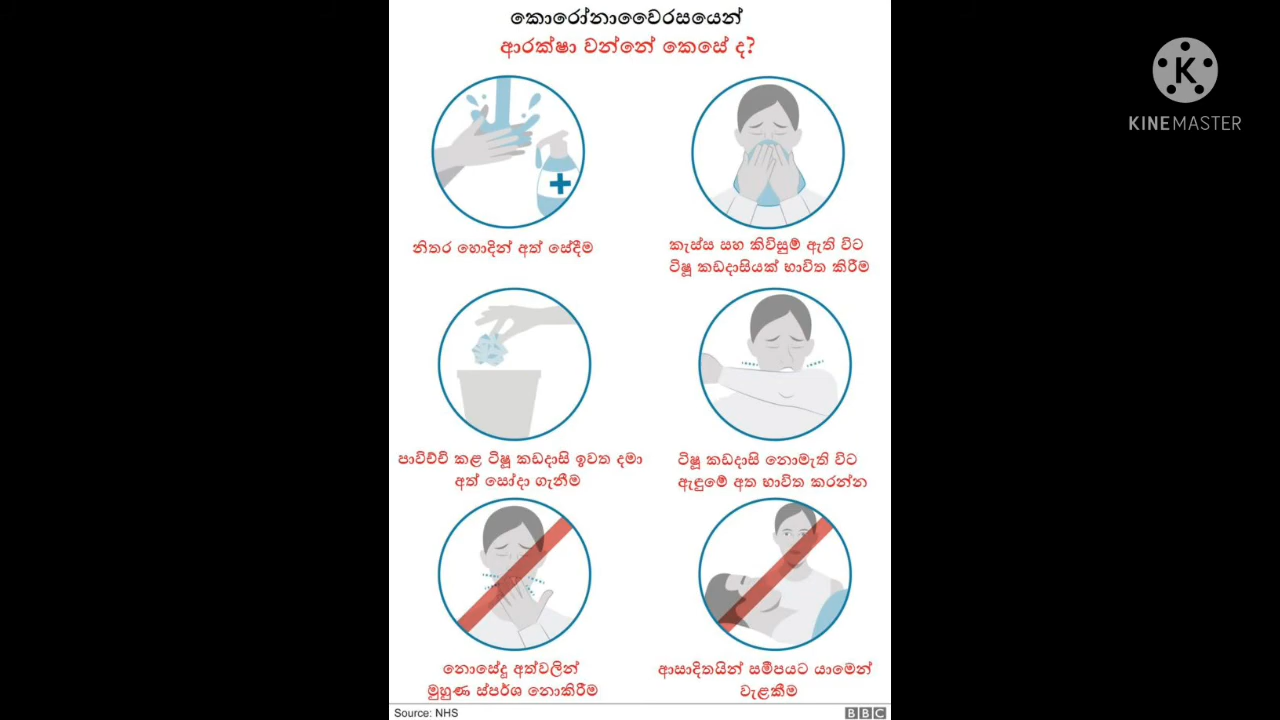 කොරෝනාවෛරසයෙන්
ආරක්ෂා වන්නේ කෙසේ ද?
K
KINEMASTER
නිතර හොදින් අත් සේදීම
කැස්ස සහ කිවිසුම් ඇති විට
ටිෂූ කඩදාසියක් භාවිත කිරීම
පාවිච්චි කළ ටිෂූ කඩදාසි ඉවත දමා
අත් සෝදා ගැනීම
ටිෂූ කඩදාසි නොමැති විට
ඇඳුමේ අත භාවිත කරන්න
නොසේදු අත්වලින්
මුහුණ ස්පර්ශ නොකිරීම
ආසාදිතයින් සමීපයට යාමෙන්
වැළකීම
Source: NHS
BBC